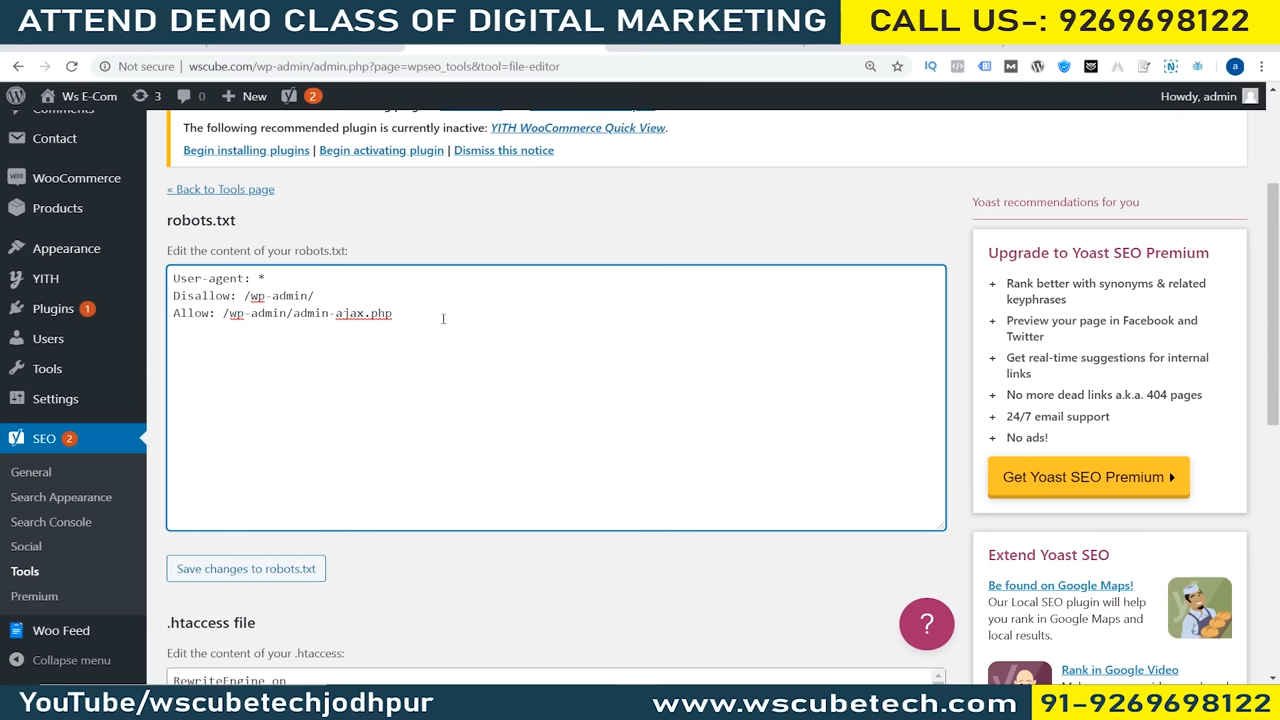 ATTEND DEMO CLASS OF DIGITAL MARKETING
CALL US-: 9269698122
Not secure | wscube.com/wp-admin/admin.php?page=wpseo_tools&tool=file-editor
Ws E-Com 3 0 New 2
Howdy, admin
Contact
WooCommerce
Products
Appearance
YITH
Plugins 1
Users
Tools
Settings
SEO 2
General
Search Appearance
Search Console
Social
Tools
Premium
Woo Feed
Collapse menu
The following recommended plugin is currently inactive: YITH WooCommerce Quick View.
Begin installing plugins | Begin activating plugin | Dismiss this notice
« Back to Tools page
robots.txt
Edit the content of your robots.txt:
User-agent: *
Disallow: /wp-admin/
Allow: /wp-admin/admin-ajax.php
Save changes to robots.txt
.htaccess file
Edit the content of your .htaccess:
RewriteEngine on
Yoast recommendations for you
Upgrade to Yoast SEO Premium
+ Rank better with synonyms & related
keyphrases
+ Preview your page in Facebook and
Twitter
+ Get real-time suggestions for internal
links
+ No more dead links a.k.a. 404 pages
+ 24/7 email support
+ No ads!
Get Yoast SEO Premium
Extend Yoast SEO
Be found on Google Maps!
Our Local SEO plugin will help
you rank in Google Maps and
local results.
Rank in Google Video
?
YouTube/wscubetechjodhpur
www.wscubetech.com
91-9269698122